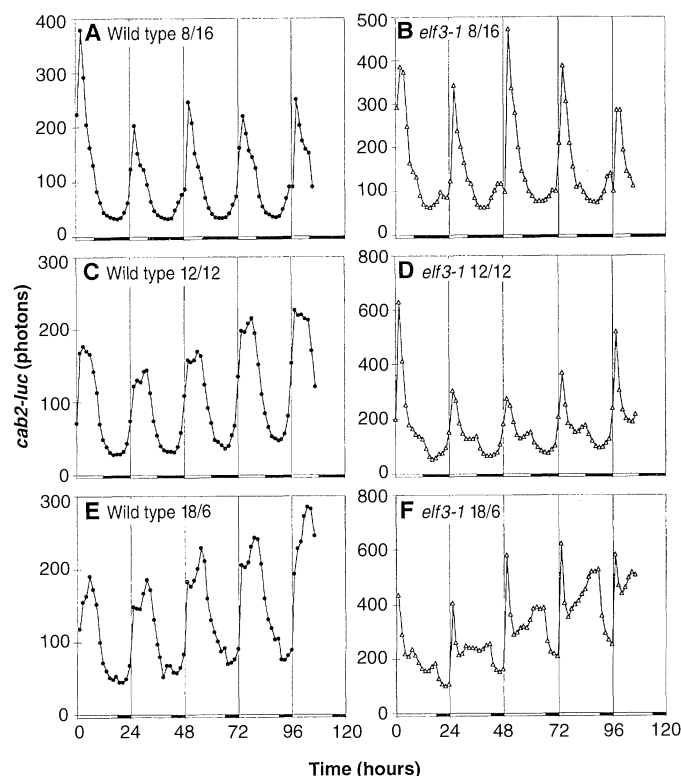 A Wild type 8/16
400
300
200
100
0
B elf3-1 8/16
500
400
300
200
100
0
C Wild type 12/12
300
200
100
0
D elf3-1 12/12
800
600
400
200
0
E Wild type 18/6
300
200
100
0
F elf3-1 18/6
800
600
400
200
0
cab2-luc (photons)
0 24 48 72 96 120
0 24 48 72 96 120
Time (hours)